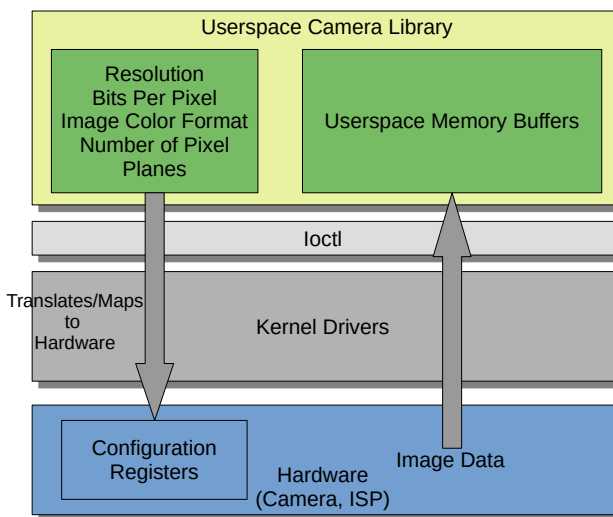 Userspace Camera Library
Resolution
Bits Per Pixel
Image Color Format
Number of Pixel
Planes
Userspace Memory Buffers
Ioctl
Translates/Maps
to
Hardware
Kernel Drivers
Configuration
Registers
Hardware
(Camera, ISP)
Image Data